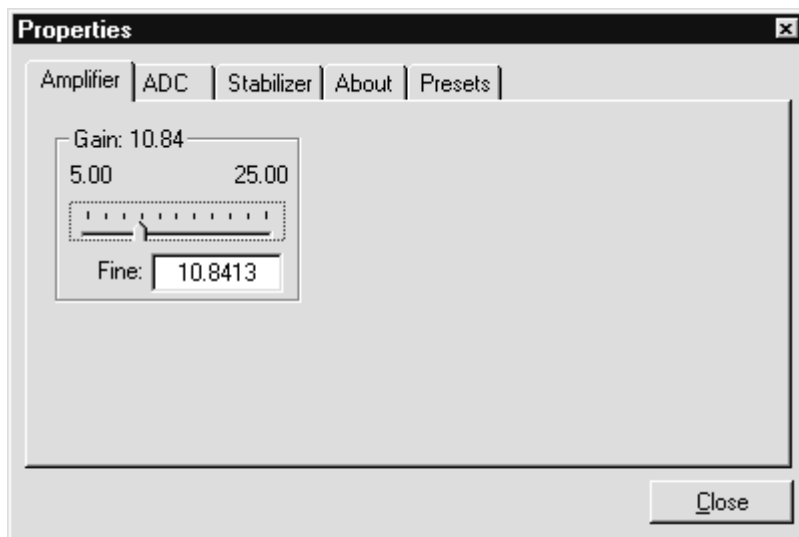 Properties
Amplifier ADC Stabilizer About Presets
Gain: 10.84
5.00 25.00
Fine: 10.8413
Close